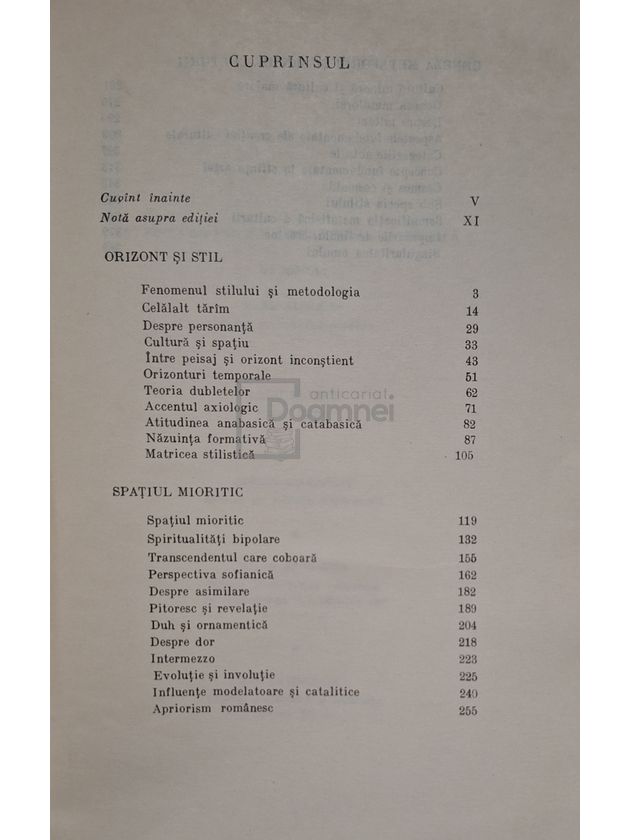 CUPRINSUL
Cuvînt înainte V
Notă asupra ediției XI
ORIZONT ȘI STIL
Fenomenul stilului și metodologia 3
Celălalt tărîm 14
Despre personanță 29
Cultură și spațiu 33
Între peisaj și orizont inconștient 43
Orizonturi temporale 51
Teoria dubletelor 62
Accentul axiologic 71
Atitudinea anabasică și catabasică 82
Năzuința formativă 87
Matricea stilistică 105
anticariat
Doamnei
SPAȚIUL MIORITIC
Spațiul mioritic 119
Spiritualități bipolare 132
Transcendentul care coboară 155
Perspectiva sofianică 162
Despre asimilare 182
Pitoresc și revelație 189
Duh și ornamentică 204
Despre dor 218
Intermezzo 223
Evoluție și involuție 225
Influențe modelatoare și catalitice 240
Apriorism românesc 255